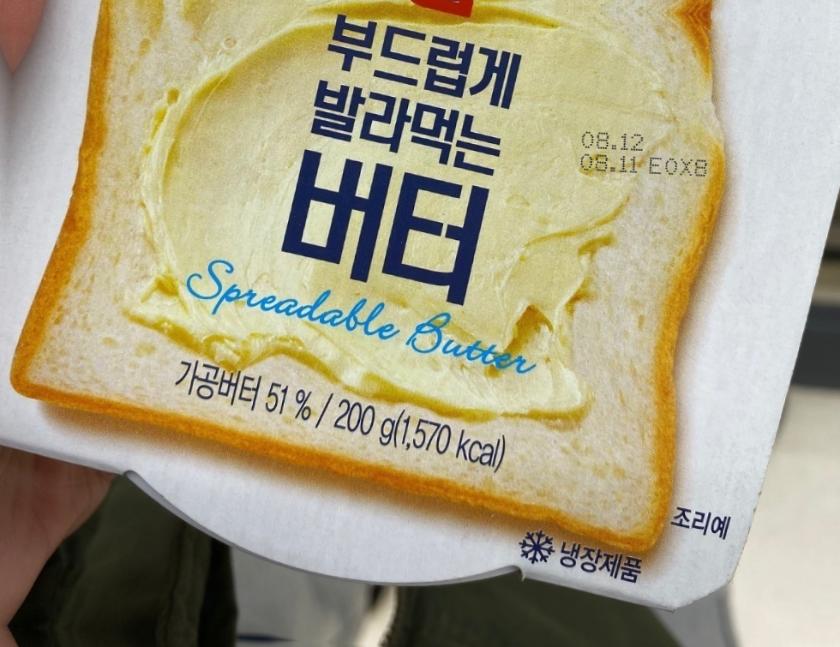 부드럽게
발라먹는
버터
08.12
08.11 E0X8
Spreadable Butter
가공버터 51 % / 200 g(1,570 kcal)
조리예
냉장제품